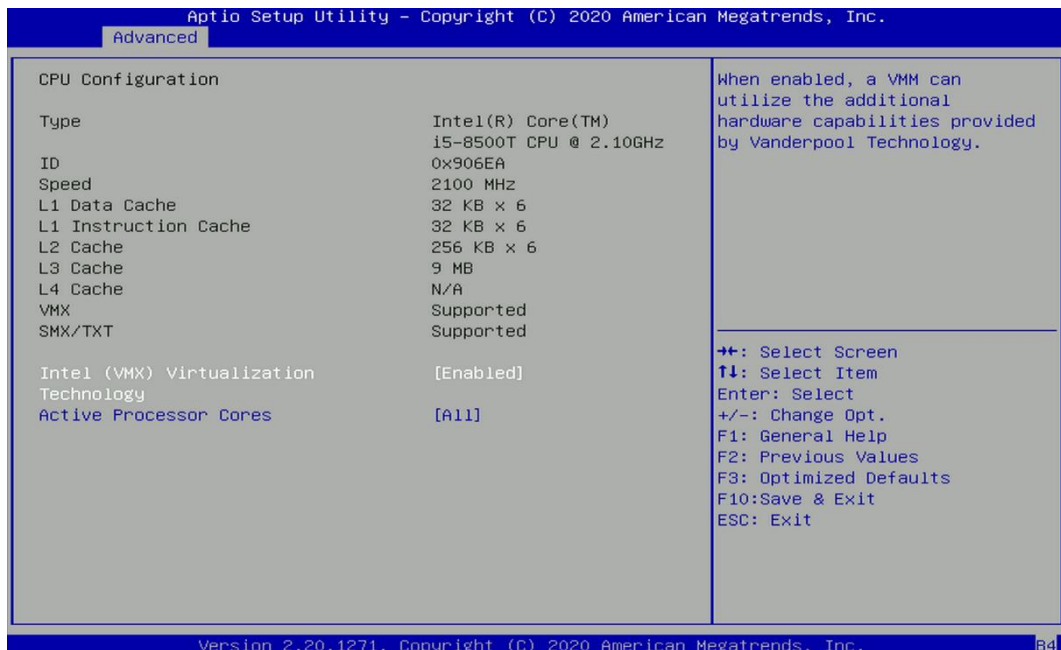 Aptio Setup Utility – Copyright (C) 2020 American Megatrends, Inc.
Advanced
CPU Configuration
Type Intel(R) Core(TM)
i5-8500T CPU @ 2.10GHz
ID 0x906EA
Speed 2100 MHz
L1 Data Cache 32 KB x 6
L1 Instruction Cache 32 KB x 6
L2 Cache 256 KB x 6
L3 Cache 9 MB
L4 Cache N/A
VMX Supported
SMX/TXT Supported
Intel (VMX) Virtualization [Enabled]
Technology
Active Processor Cores [All]
When enabled, a VMM can
utilize the additional
hardware capabilities provided
by Vanderpool Technology.
→←: Select Screen
↑↓: Select Item
Enter: Select
+/-: Change Opt.
F1: General Help
F2: Previous Values
F3: Optimized Defaults
F10:Save & Exit
ESC: Exit
Version 2.20.1271. Copyright (C) 2020 American Megatrends, Inc.
B4